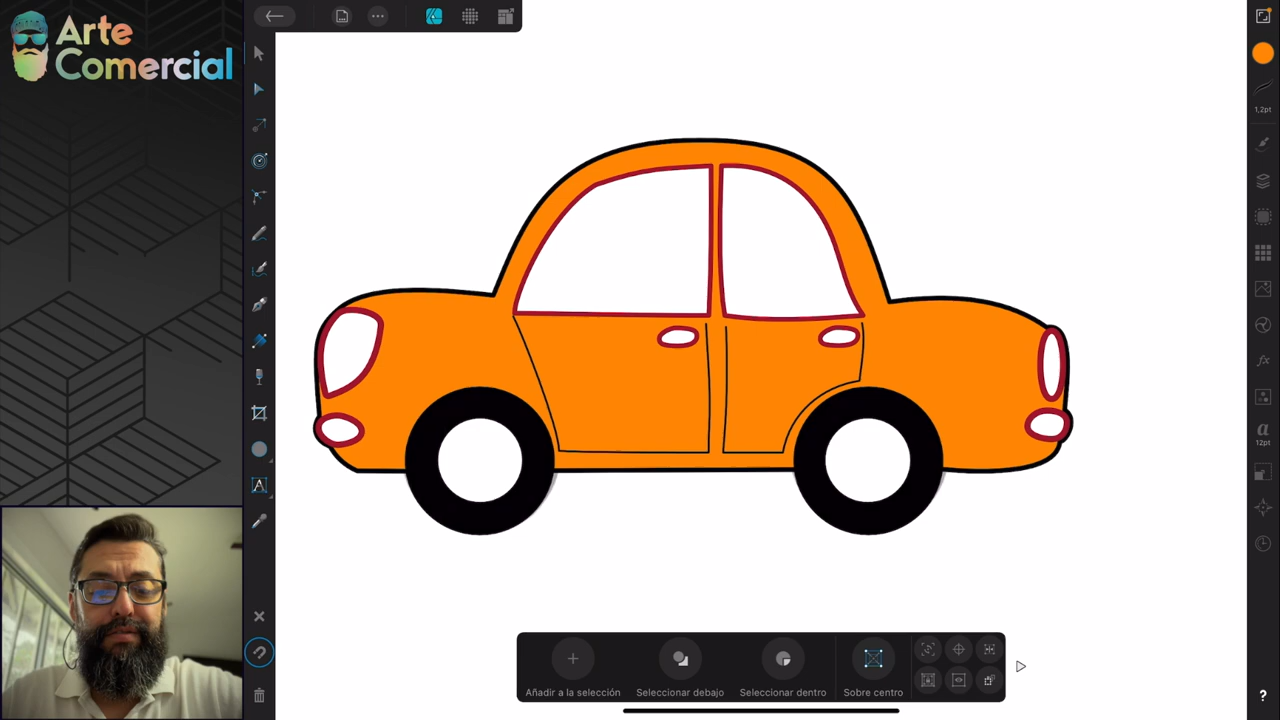 Arte
Comercial
1,2pt
a
12pt
A
Añadir a la selección
Seleccionar debajo
Seleccionar dentro
Sobre centro
?